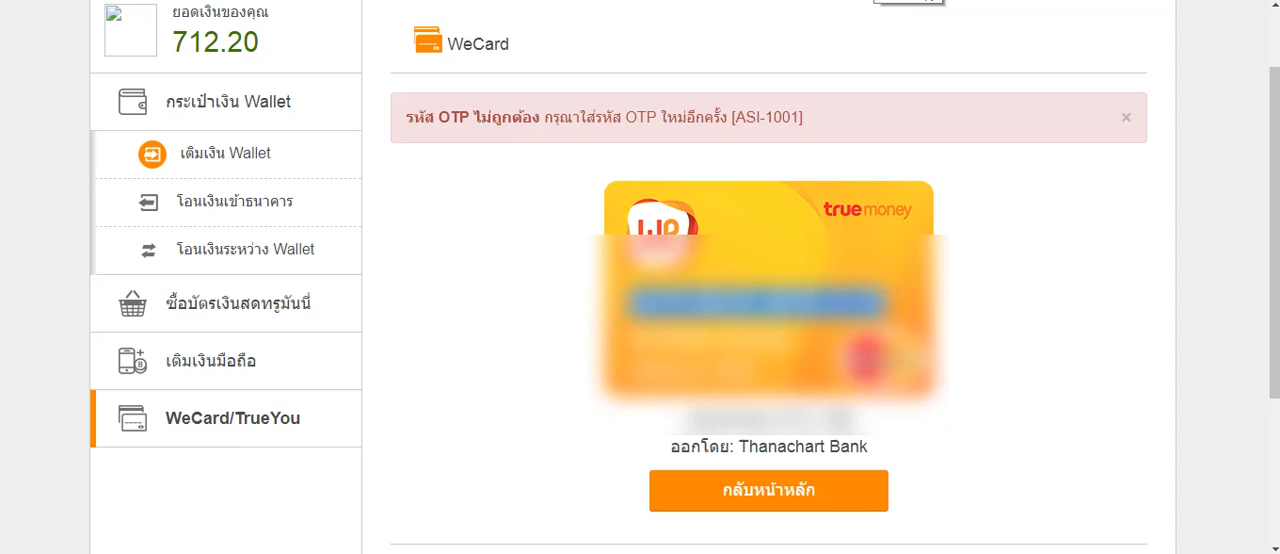 ยอดเงินของคุณ
712.20
กระเป๋าเงิน Wallet
เติมเงิน Wallet
โอนเงินเข้าธนาคาร
โอนเงินระหว่าง Wallet
ซื้อบัตรเงินสดทรูมันนี่
เติมเงินมือถือ
WeCard/TrueYou
WeCard
รหัส OTP ไม่ถูกต้อง กรุณาใส่รหัส OTP ใหม่อีกครั้ง [ASI-1001]
×
true money
ออกโดย: Thanachart Bank
กลับหน้าหลัก